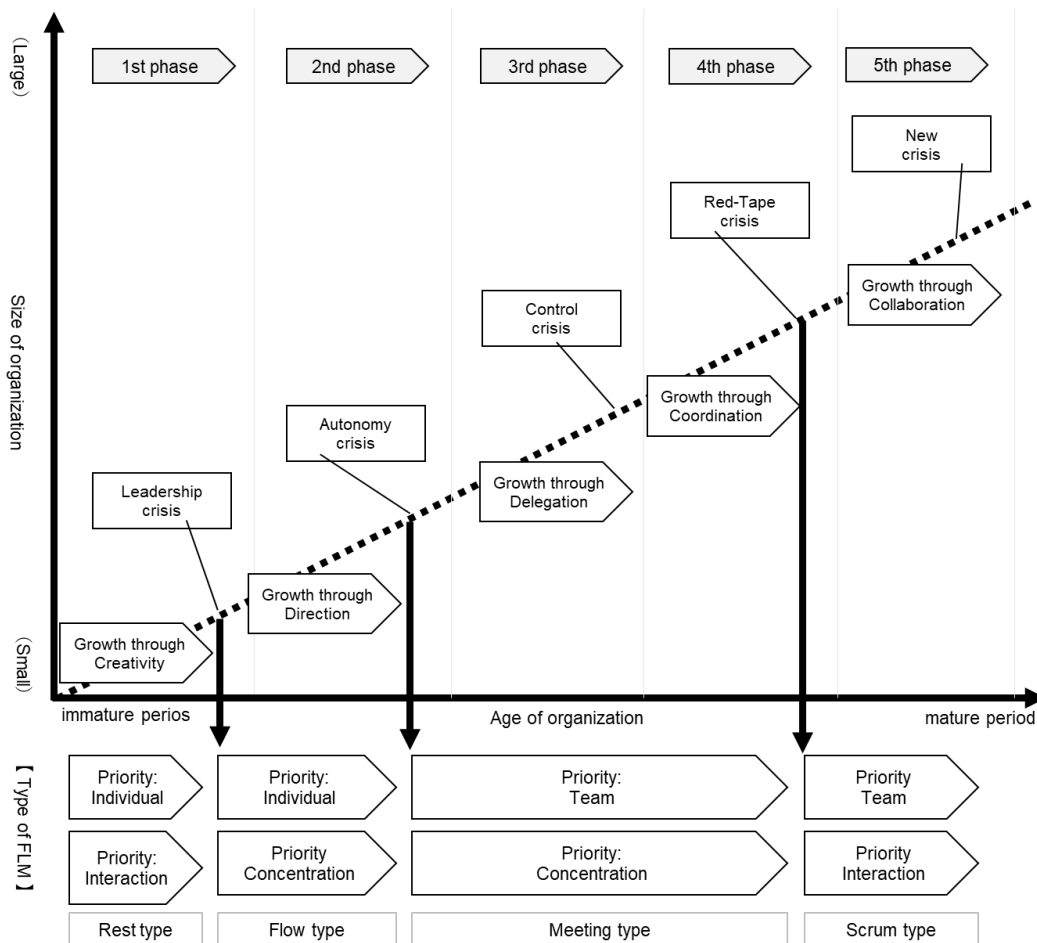 (Large)
1st phase
2nd phase
3rd phase
4th phase
5th phase
New
crisis
Red-Tape
crisis
Growth through
Collaboration
Size of organization
Control
crisis
Growth through
Coordination
Autonomy
crisis
Growth through
Delegation
Leadership
crisis
Growth through
Direction
Growth through
Creativity
(Small)
immature perios
Age of organization
mature period
【 Type of FLM 】
Priority:
Individual
Priority:
Individual
Priority:
Team
Priority
Team
Priority:
Interaction
Priority
Concentration
Priority:
Concentration
Priority
Interaction
Rest type
Flow type
Meeting type
Scrum type